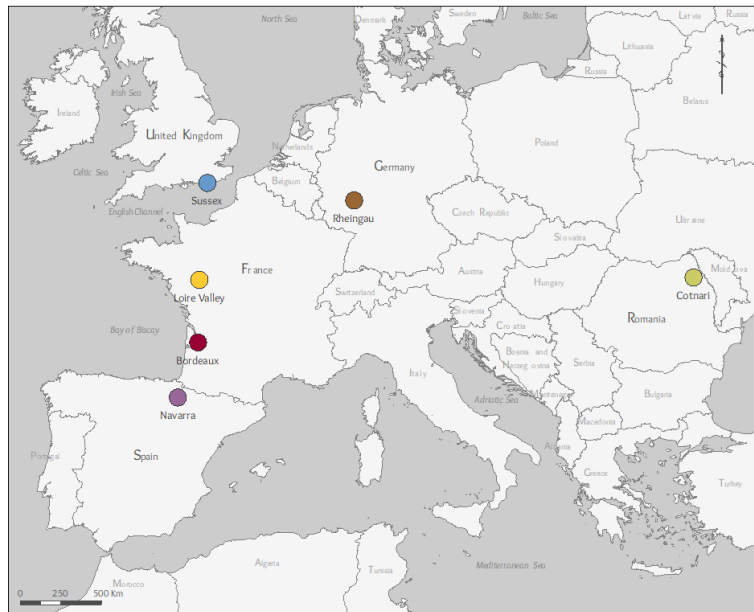 North Sea
Denmark
Sweden
Baltic Sea
Latvia
Russia
Lithuania
Russia
Irish Sea
Ireland
United Kingdom
Netherlands
Belarus
Poland
Germany
Celtic Sea
Belgium
Sussex
English Channel
Rheingau
Czech Republic
Ukraine
Slovakia
France
Austria
Moldova
Hungary
Switzerland
Loire Valley
Cotnari
Slovenia
Romania
Croatia
Bay of Biscay
Bosnia and
Herzegovina
Serbia
Bordeaux
Italy
Montenegro
Bulgaria
Adriatic Sea
Navarra
Macedonia
Albania
Portugal
Spain
Greece
Turkey
Algeria
Mediterranean Sea
Tunisia
Morocco
0 250 500 Km